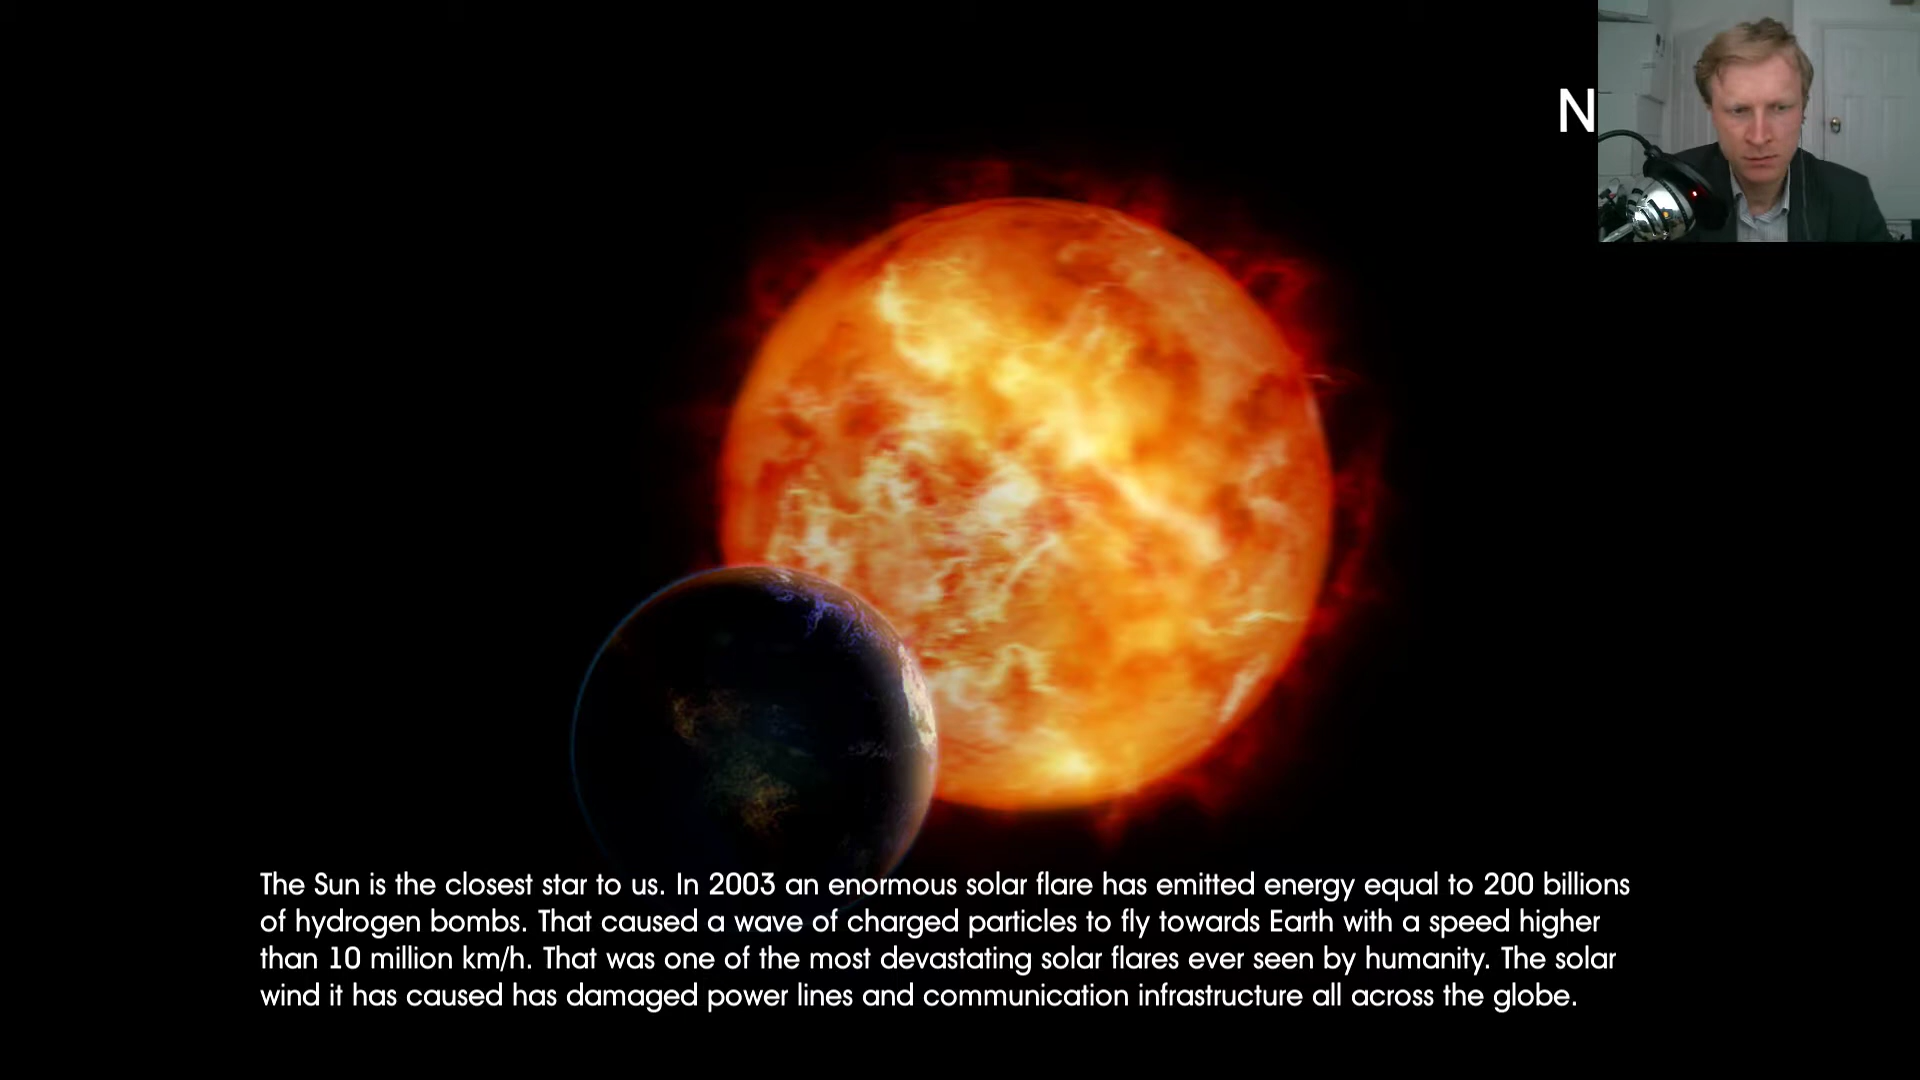 N
The Sun is the closest star to us. In 2003 an enormous solar flare has emitted energy equal to 200 billions
of hydrogen bombs. That caused a wave of charged particles to fly towards Earth with a speed higher
than 10 million km/h. That was one of the most devastating solar flares ever seen by humanity. The solar
wind it has caused has damaged power lines and communication infrastructure all across the globe.